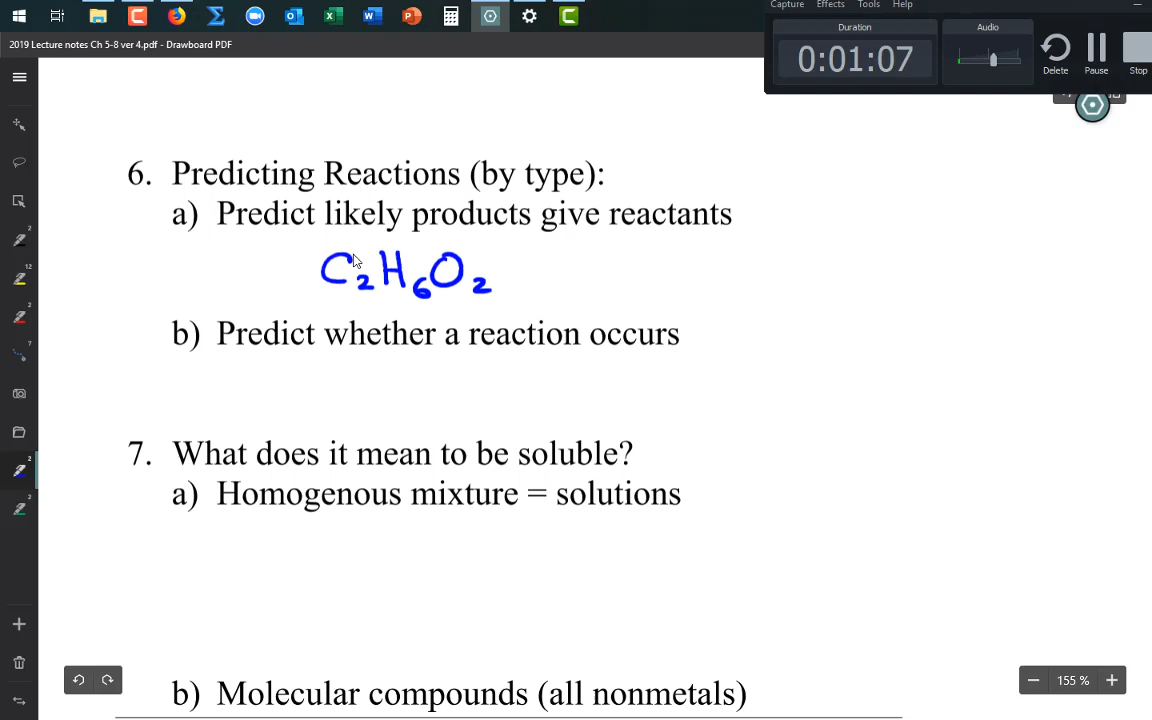 Capture Effects Tools Help
2019 Lecture notes Ch 5-8 ver 4.pdf - Drawboard PDF
Duration Audio
0:01:07
Delete Pause Stop
6. Predicting Reactions (by type):
a) Predict likely products give reactants
C₂H₆O₂
b) Predict whether a reaction occurs
7. What does it mean to be soluble?
a) Homogenous mixture = solutions
b) Molecular compounds (all nonmetals)
155 %